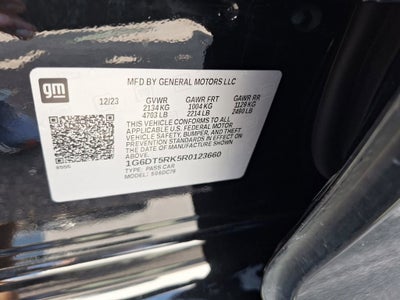 gm
MFD BY GENERAL MOTORS LLC
12/23 GVWR GAWR FRT GAWR RR
2134 KG 1004 KG 1129 KG
4703 LB 2214 LB 2490 LB
THIS VEHICLE CONFORMS TO ALL
APPLICABLE U.S. FEDERAL MOTOR
VEHICLE SAFETY, BUMPER, AND THEFT
PREVENTION STANDARDS IN EFFECT ON
THE DATE OF MANUFACTURE SHOWN
ABOVE.
1G6DT5RK5R0123660
TYPE: PASS CAR
MODEL: